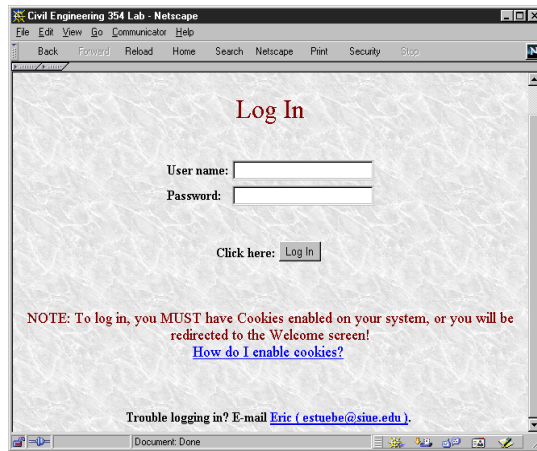 Civil Engineering 354 Lab - Netscape
File Edit View Go Communicator Help
Back Forward Reload Home Search Netscape Print Security Stop
Log In
User name:
Password:
Click here: Log In
NOTE: To log in, you MUST have Cookies enabled on your system, or you will be
redirected to the Welcome screen!
How do I enable cookies?
Trouble logging in? E-mail Eric ( estuebe@siue.edu ).
Document: Done